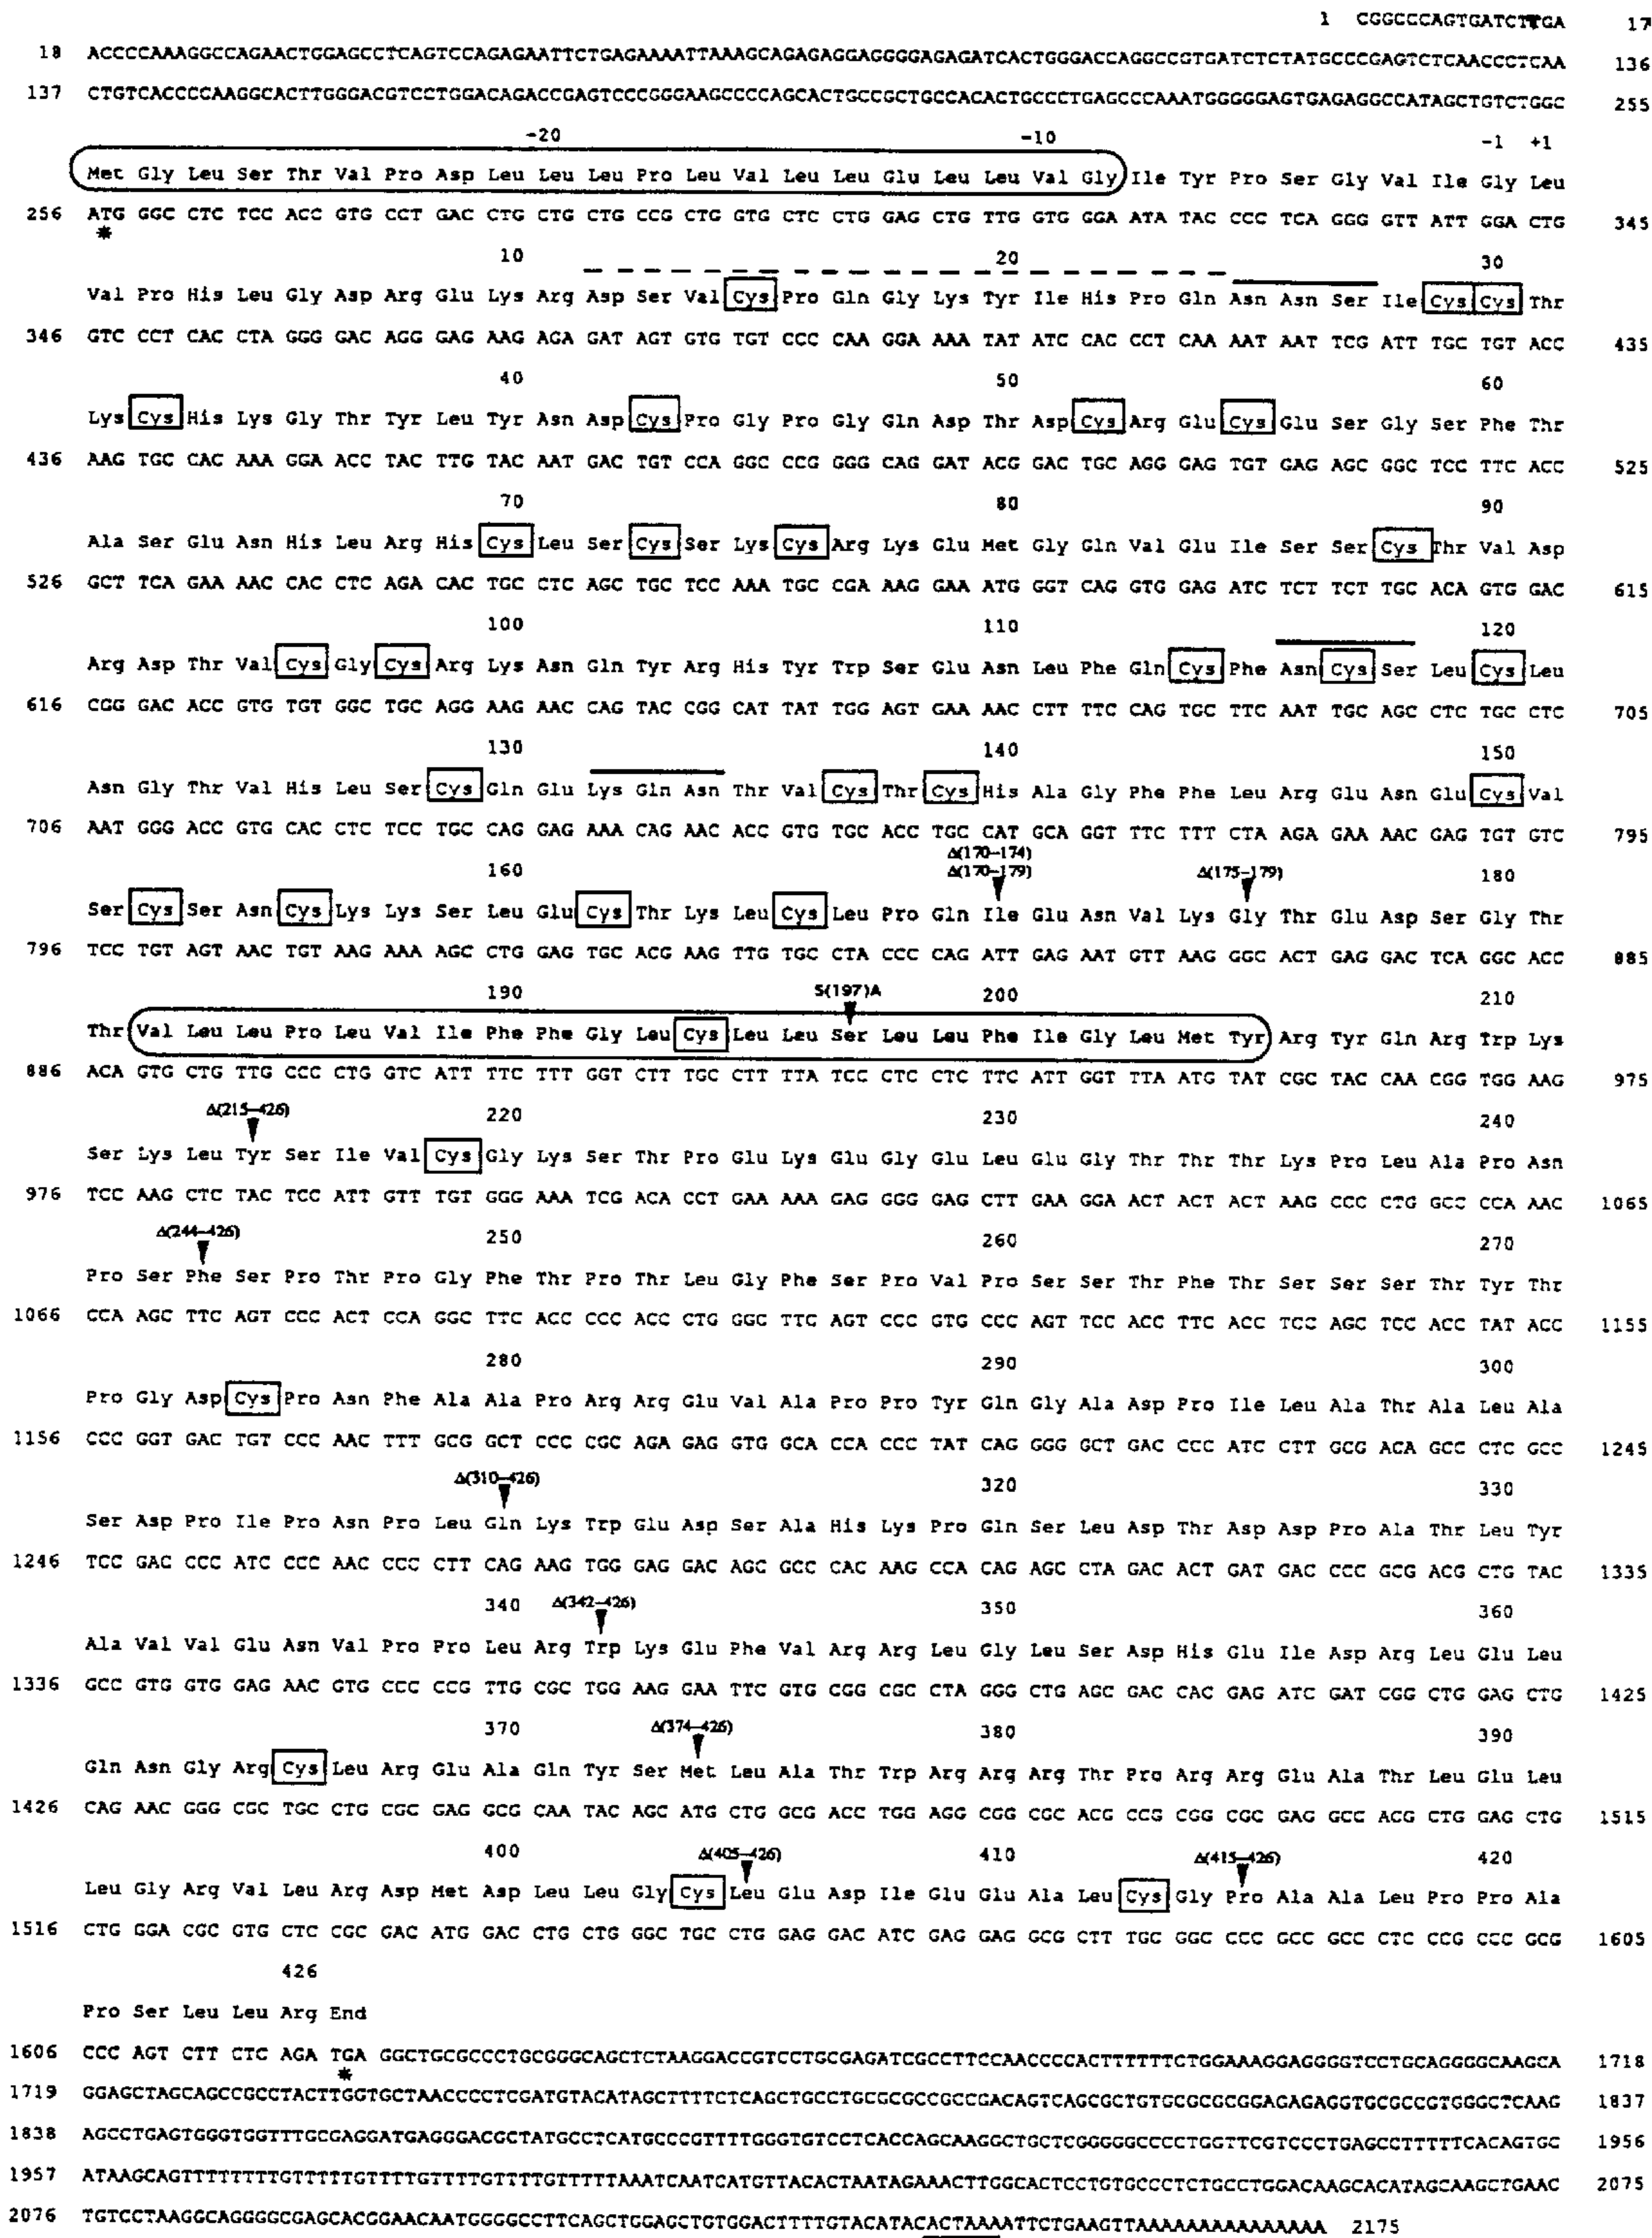 1 CGGCCCAGTGATCTTGA 17
18 ACCCCAAAGGCCAGAACTGGAGCCTCAGTCCAGAGAATTCTGAGAAAATTAAAGCAGAGAGGAGGGGAGAGATCACTGGGACCAGGCCGTGATCTCTATGCCCGAGTCTCAACCCTCAA 136
137 CTGTCACCCCAAGGCACTTGGGACGTCCTGGACAGACCGAGTCCCGGGAAGCCCCAGCACTGCCGCTGCCACACTGCCCTGAGCCCAAATGGGGGAGTGAGAGGCCATAGCTGTCTGGC 255
-20 -10 -1 +1
Met Gly Leu Ser Thr Val Pro Asp Leu Leu Leu Pro Leu Val Leu Leu Glu Leu Leu Val Gly Ile Tyr Pro Ser Gly Val Ile Gly Leu
256 ATG GGC CTC TCC ACC GTG CCT GAC CTG CTG CTG CCG CTG GTG CTC CTG GAG CTG TTG GTG GGA ATA TAC CCC TCA GGG GTT ATT GGA CTG 345
*
10 20 30
Val Pro His Leu Gly Asp Arg Glu Lys Arg Asp Ser Val Cys Pro Gln Gly Lys Tyr Ile His Pro Gln Asn Asn Ser Ile Cys Cys Thr
346 GTC CCT CAC CTA GGG GAC AGG GAG AAG AGA GAT AGT GTG TGT CCC CAA GGA AAA TAT ATC CAC CCT CAA AAT AAT TCG ATT TGC TGT ACC 435
40 50 60
Lys Cys His Lys Gly Thr Tyr Leu Tyr Asn Asp Cys Pro Gly Pro Gly Gln Asp Thr Asp Cys Arg Glu Cys Glu Ser Gly Ser Phe Thr
436 AAG TGC CAC AAA GGA ACC TAC TTG TAC AAT GAC TGT CCA GGC CCG GGG CAG GAT ACG GAC TGC AGG GAG TGT GAG AGC GGC TCC TTC ACC 525
70 80 90
Ala Ser Glu Asn His Leu Arg His Cys Leu Ser Cys Ser Lys Cys Arg Lys Glu Met Gly Gln Val Glu Ile Ser Ser Cys Thr Val Asp
526 GCT TCA GAA AAC CAC CTC AGA CAC TGC CTC AGC TGC TCC AAA TGC CGA AAG GAA ATG GGT CAG GTG GAG ATC TCT TCT TGC ACA GTG GAC 615
100 110 120
Arg Asp Thr Val Cys Gly Cys Arg Lys Asn Gln Tyr Arg His Tyr Trp Ser Glu Asn Leu Phe Gln Cys Phe Asn Cys Ser Leu Cys Leu
616 CGG GAC ACC GTG TGT GGC TGC AGG AAG AAC CAG TAC CGG CAT TAT TGG AGT GAA AAC CTT TTC CAG TGC TTC AAT TGC AGC CTC TGC CTC 705
130 140 150
Asn Gly Thr Val His Leu Ser Cys Gln Glu Lys Gln Asn Thr Val Cys Thr Cys His Ala Gly Phe Phe Leu Arg Glu Asn Glu Cys Val
706 AAT GGG ACC GTG CAC CTC TCC TGC CAG GAG AAA CAG AAC ACC GTG TGC ACC TGC CAT GCA GGT TTC TTT CTA AGA GAA AAC GAG TGT GTC 795
Δ(170–174)
160 Δ(170–179) Δ(175–179) 180
Ser Cys Ser Asn Cys Lys Lys Ser Leu Glu Cys Thr Lys Leu Cys Leu Pro Gln Ile Glu Asn Val Lys Gly Thr Glu Asp Ser Gly Thr
796 TCC TGT AGT AAC TGT AAG AAA AGC CTG GAG TGC ACG AAG TTG TGC CTA CCC CAG ATT GAG AAT GTT AAG GGC ACT GAG GAC TCA GGC ACC 885
190 S(197)A 200 210
Thr Val Leu Leu Pro Leu Val Ile Phe Phe Gly Leu Cys Leu Leu Ser Leu Leu Phe Ile Gly Leu Met Tyr Arg Tyr Gln Arg Trp Lys
886 ACA GTG CTG TTG CCC CTG GTC ATT TTC TTT GGT CTT TGC CTT TTA TCC CTC CTC TTC ATT GGT TTA ATG TAT CGC TAC CAA CGG TGG AAG 975
Δ(215–426) 220 230 240
Ser Lys Leu Tyr Ser Ile Val Cys Gly Lys Ser Thr Pro Glu Lys Glu Gly Glu Leu Glu Gly Thr Thr Thr Lys Pro Leu Ala Pro Asn
976 TCC AAG CTC TAC TCC ATT GTT TGT GGG AAA TCG ACA CCT GAA AAA GAG GGG GAG CTT GAA GGA ACT ACT ACT AAG CCC CTG GCC CCA AAC 1065
Δ(244–426) 250 260 270
Pro Ser Phe Ser Pro Thr Pro Gly Phe Thr Pro Thr Leu Gly Phe Ser Pro Val Pro Ser Ser Thr Phe Thr Ser Ser Ser Thr Tyr Thr
1066 CCA AGC TTC AGT CCC ACT CCA GGC TTC ACC CCC ACC CTG GGC TTC AGT CCC GTG CCC AGT TCC ACC TTC ACC TCC AGC TCC ACC TAT ACC 1155
280 290 300
Pro Gly Asp Cys Pro Asn Phe Ala Ala Pro Arg Arg Glu Val Ala Pro Pro Tyr Gln Gly Ala Asp Pro Ile Leu Ala Thr Ala Leu Ala
1156 CCC GGT GAC TGT CCC AAC TTT GCG GCT CCC CGC AGA GAG GTG GCA CCA CCC TAT CAG GGG GCT GAC CCC ATC CTT GCG ACA GCC CTC GCC 1245
Δ(310–426) 320 330
Ser Asp Pro Ile Pro Asn Pro Leu Gln Lys Trp Glu Asp Ser Ala His Lys Pro Gln Ser Leu Asp Thr Asp Asp Pro Ala Thr Leu Tyr
1246 TCC GAC CCC ATC CCC AAC CCC CTT CAG AAG TGG GAG GAC AGC GCC CAC AAG CCA CAG AGC CTA GAC ACT GAT GAC CCC GCG ACG CTG TAC 1335
340 Δ(342–426) 350 360
Ala Val Val Glu Asn Val Pro Pro Leu Arg Trp Lys Glu Phe Val Arg Arg Leu Gly Leu Ser Asp His Glu Ile Asp Arg Leu Glu Leu
1336 GCC GTG GTG GAG AAC GTG CCC CCG TTG CGC TGG AAG GAA TTC GTG CGG CGC CTA GGG CTG AGC GAC CAC GAG ATC GAT CGG CTG GAG CTG 1425
370 Δ(374–426) 380 390
Gln Asn Gly Arg Cys Leu Arg Glu Ala Gln Tyr Ser Met Leu Ala Thr Trp Arg Arg Arg Thr Pro Arg Arg Glu Ala Thr Leu Glu Leu
1426 CAG AAC GGG CGC TGC CTG CGC GAG GCG CAA TAC AGC ATG CTG GCG ACC TGG AGG CGG CGC ACG CCG CGG CGC GAG GCC ACG CTG GAG CTG 1515
400 Δ(405–426) 410 Δ(415–426) 420
Leu Gly Arg Val Leu Arg Asp Met Asp Leu Leu Gly Cys Leu Glu Asp Ile Glu Glu Ala Leu Cys Gly Pro Ala Ala Leu Pro Pro Ala
1516 CTG GGA CGC GTG CTC CGC GAC ATG GAC CTG CTG GGC TGC CTG GAG GAC ATC GAG GAG GCG CTT TGC GGC CCC GCC GCC CTC CCG CCC GCG 1605
426
Pro Ser Leu Leu Arg End
1606 CCC AGT CTT CTC AGA TGA GGCTGCGCCCTGCGGGCAGCTCTAAGGACCGTCCTGCGAGATCGCCTTCCAACCCCACTTTTTTCTGGAAAGGAGGGGTCCTGCAGGGGCAAGCA 1718
*
1719 GGAGCTAGCAGCCGCCTACTTGGTGCTAACCCCTCGATGTACATAGCTTTTCTCAGCTGCCTGCGCGCCGCCGACAGTCAGCGCTGTGCGCGCGGAGAGAGGTGCGCCGTGGGCTCAAG 1837
1838 AGCCTGAGTGGGTGGTTTGCGAGGATGAGGGACGCTATGCCTCATGCCCGTTTTGGGTGTCCTCACCAGCAAGGCTGCTCGGGGGCCCCTGGTTCGTCCCTGAGCCTTTTTCACAGTGC 1956
1957 ATAAGCAGTTTTTTTTGTTTTTGTTTTGTTTTGTTTTGTTTTTAAATCAATCATGTTACACTAATAGAAACTTGGCACTCCTGTGCCCTCTGCCTGGACAAGCACATAGCAAGCTGAAC 2075
2076 TGTCCTAAGGCAGGGGCGAGCACGGAACAATGGGGCCTTCAGCTGGAGCTGTGGACTTTTGTACATACACTAAAATTCTGAAGTTAAAAAAAAAAAAAAAA 2175